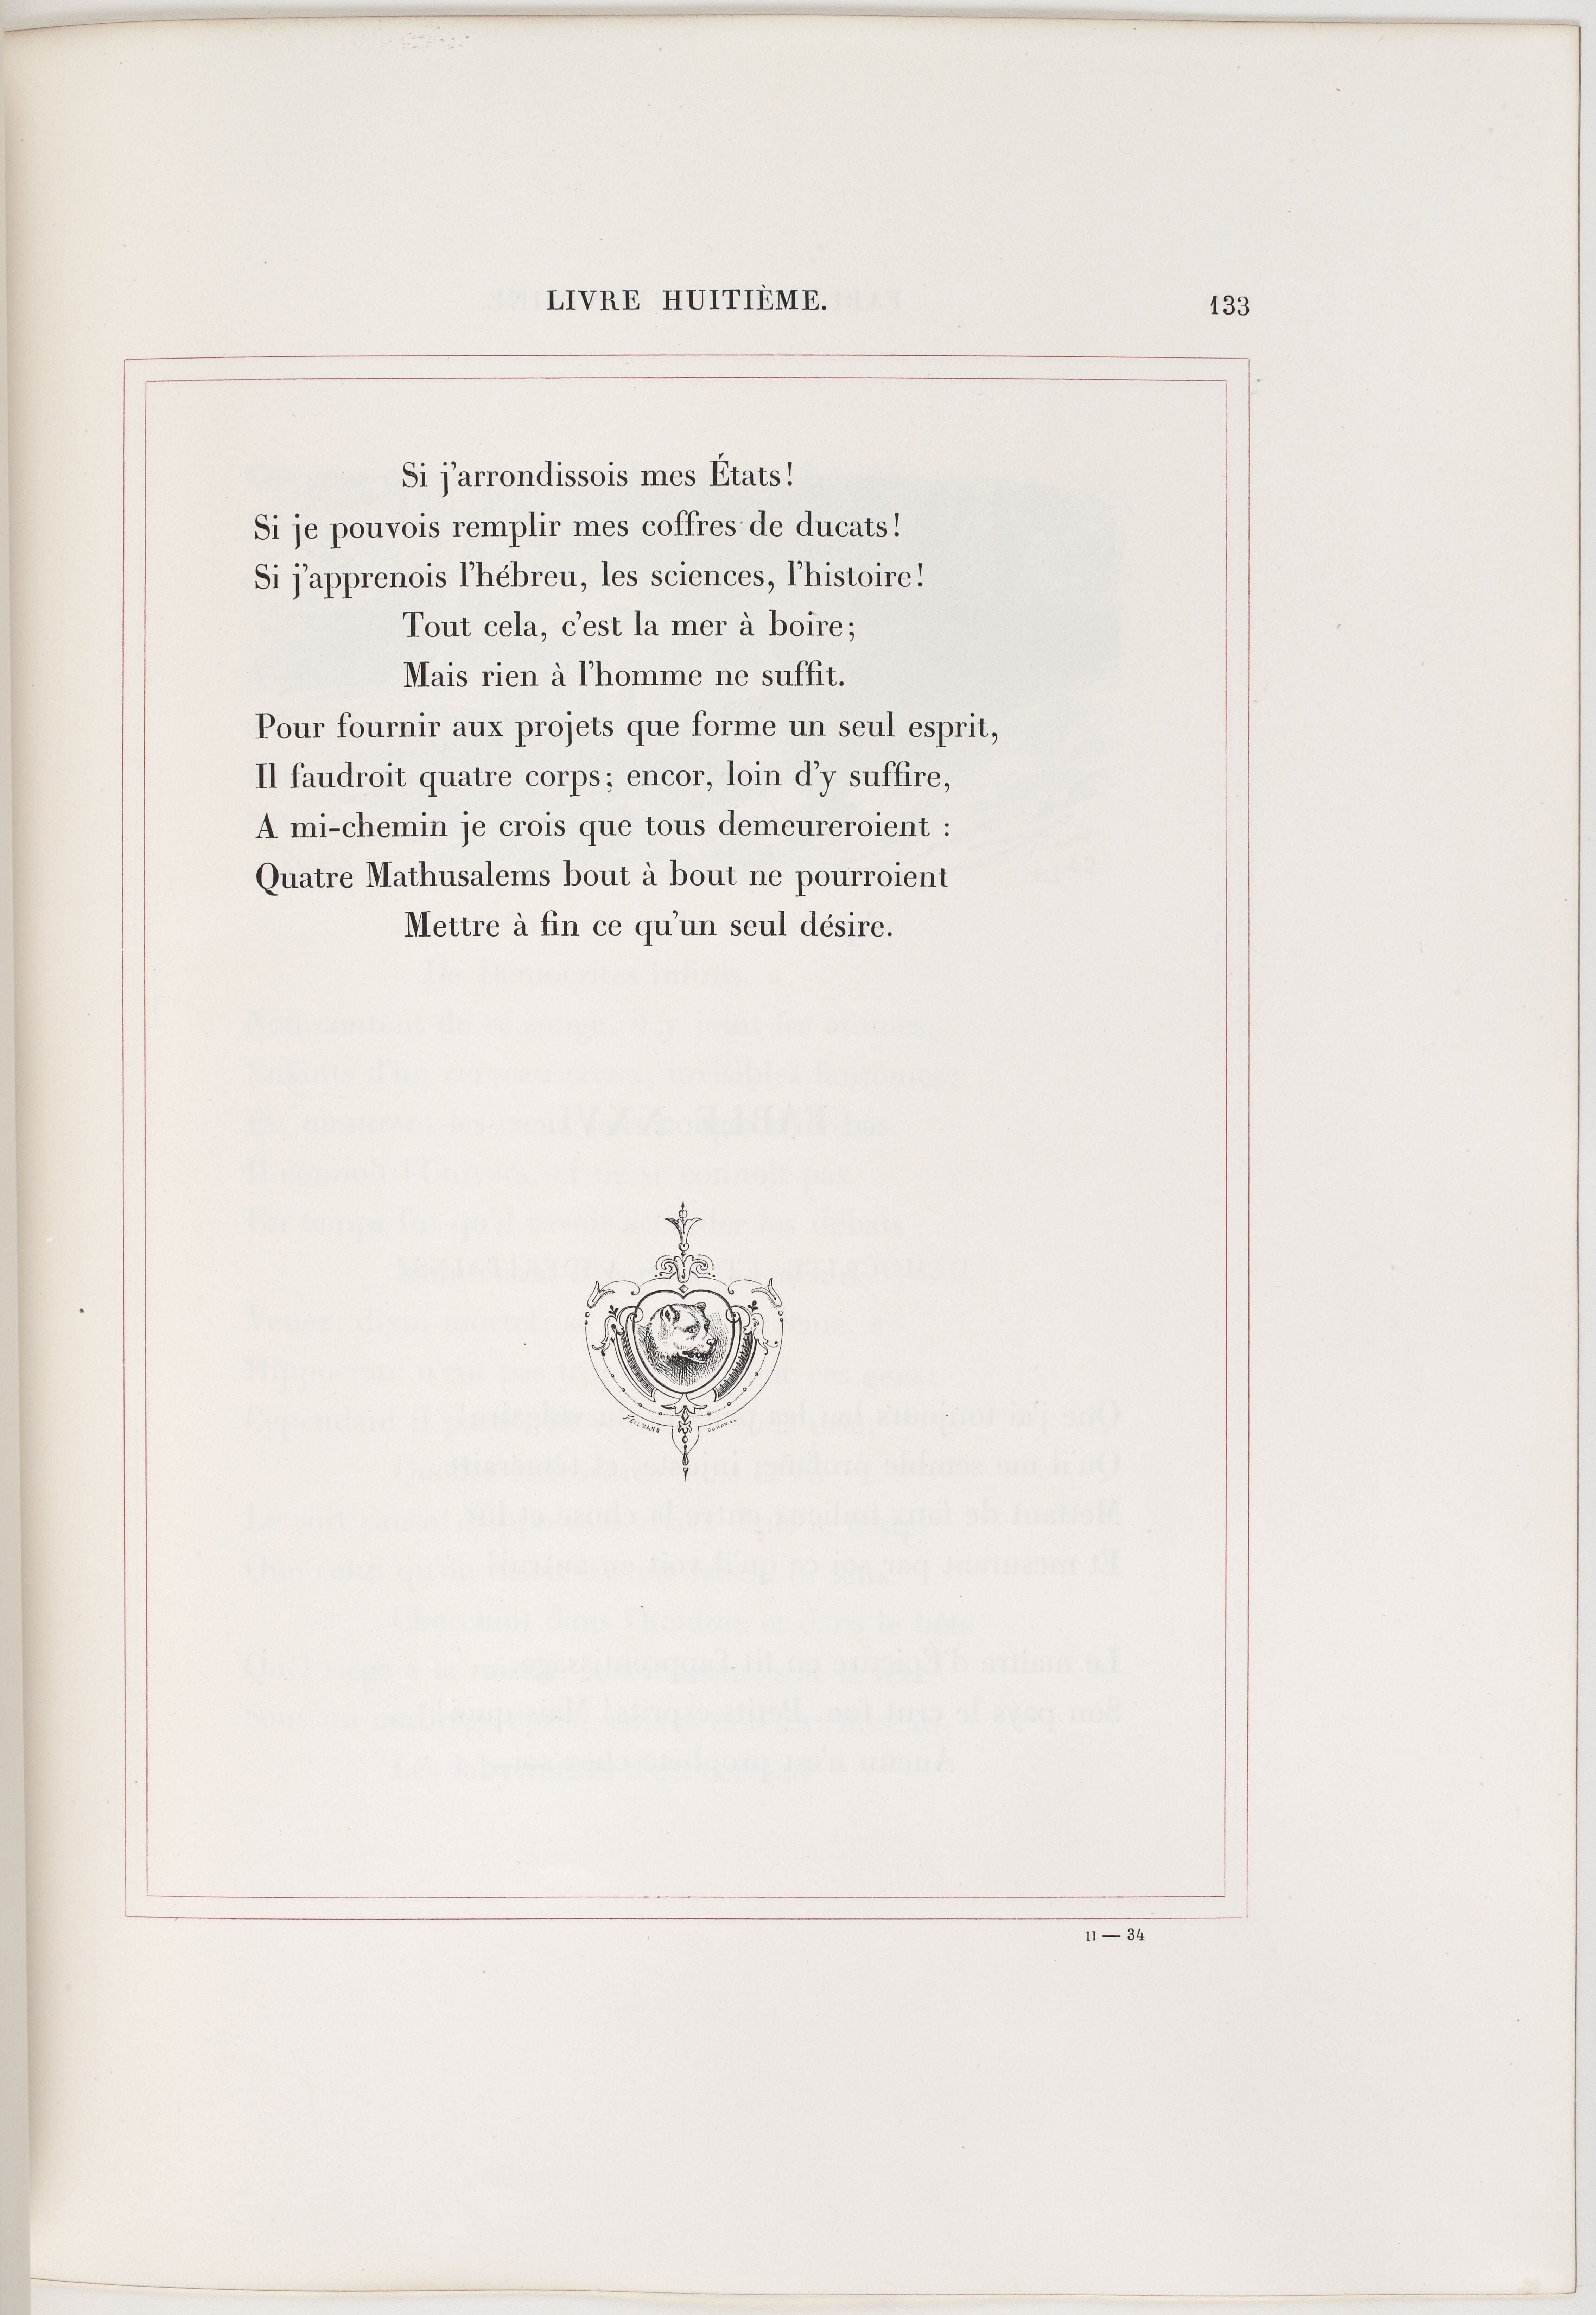 LIVRE HUITIÈME. 133
Si j'arrondissois mes États!
Si je pouvois remplir mes coffres de ducats!
Si j'apprenois l'hébreu, les sciences, l'histoire!
Tout cela, c'est la mer à boire;
Mais rien à l'homme ne suffit.
Pour fournir aux projets que forme un seul esprit,
Il faudroit quatre corps; encor, loin d'y suffire,
A mi-chemin je crois que tous demeureroient :
Quatre Mathusalems bout à bout ne pourroient
Mettre à fin ce qu'un seul désire.
II — 34